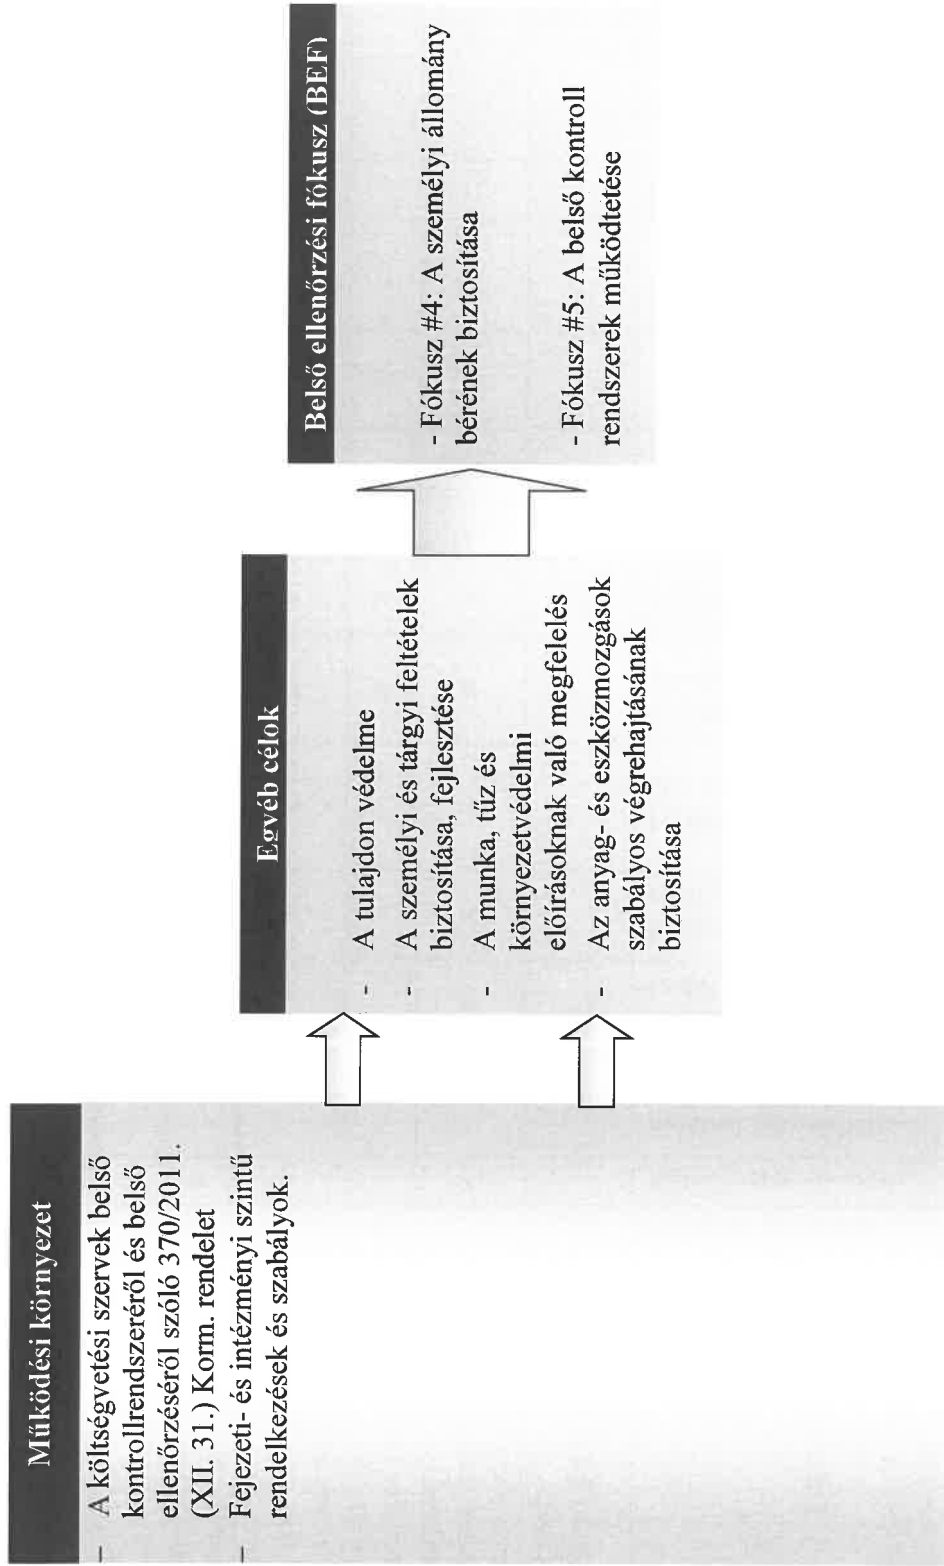 Működési környezet
– A költségvetési szervek belső
kontrollrendszeréről és belső
ellenőrzéséről szóló 370/2011.
(XII. 31.) Korm. rendelet
– Fejezeti- és intézményi szintű
rendelkezések és szabályok.
Egyéb célok
- A tulajdon védelme
- A személyi és tárgyi feltételek
biztosítása, fejlesztése
- A munka, tűz és
környezetvédelmi
előírásoknak való megfelelés
- Az anyag- és eszközmozgások
szabályos végrehajtásának
biztosítása
Belső ellenőrzési fókusz (BEF)
- Fókusz #4: A személyi állomány
bérének biztosítása
- Fókusz #5: A belső kontroll
rendszerek működtetése